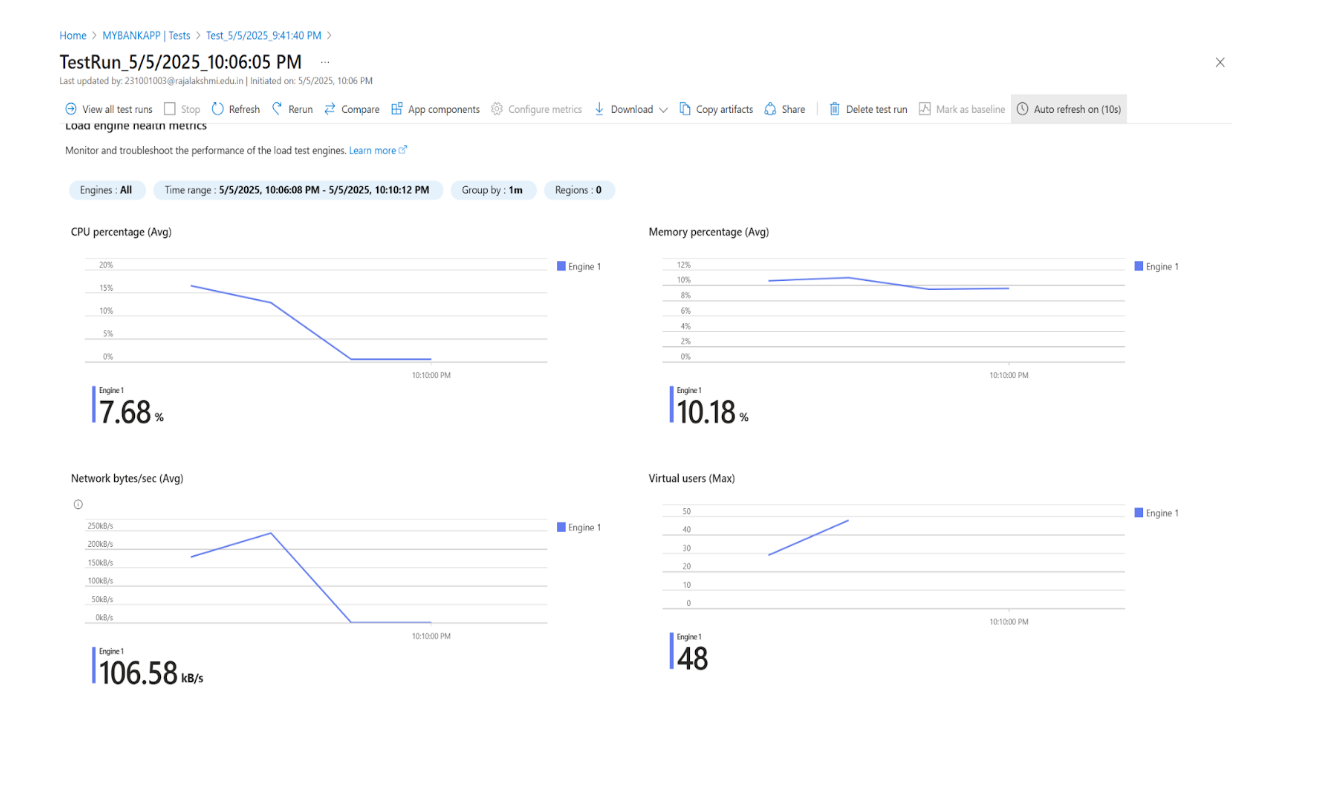 Home > MYBANKAPP | Tests > Test_5/5/2025_9:41:40 PM >
TestRun_5/5/2025_10:06:05 PM ...
Last updated by: 231001003@rajalakshmi.edu.in | Initiated on: 5/5/2025, 10:06 PM
View all test runs Stop Refresh Rerun Compare App components Configure metrics Download Copy artifacts Share Delete test run Mark as baseline Auto refresh on (10s)
Load engine health metrics
Monitor and troubleshoot the performance of the load test engines. Learn more
Engines : All Time range : 5/5/2025, 10:06:08 PM - 5/5/2025, 10:10:12 PM Group by : 1m Regions : 0
CPU percentage (Avg)
20%
15%
10%
5%
0%
10:10:00 PM
Engine 1
Engine 1
7.68 %
Memory percentage (Avg)
12%
10%
8%
6%
4%
2%
0%
10:10:00 PM
Engine 1
Engine 1
10.18 %
Network bytes/sec (Avg)
250kB/s
200kB/s
150kB/s
100kB/s
50kB/s
0kB/s
10:10:00 PM
Engine 1
Engine 1
106.58 kB/s
Virtual users (Max)
50
40
30
20
10
0
10:10:00 PM
Engine 1
Engine 1
48